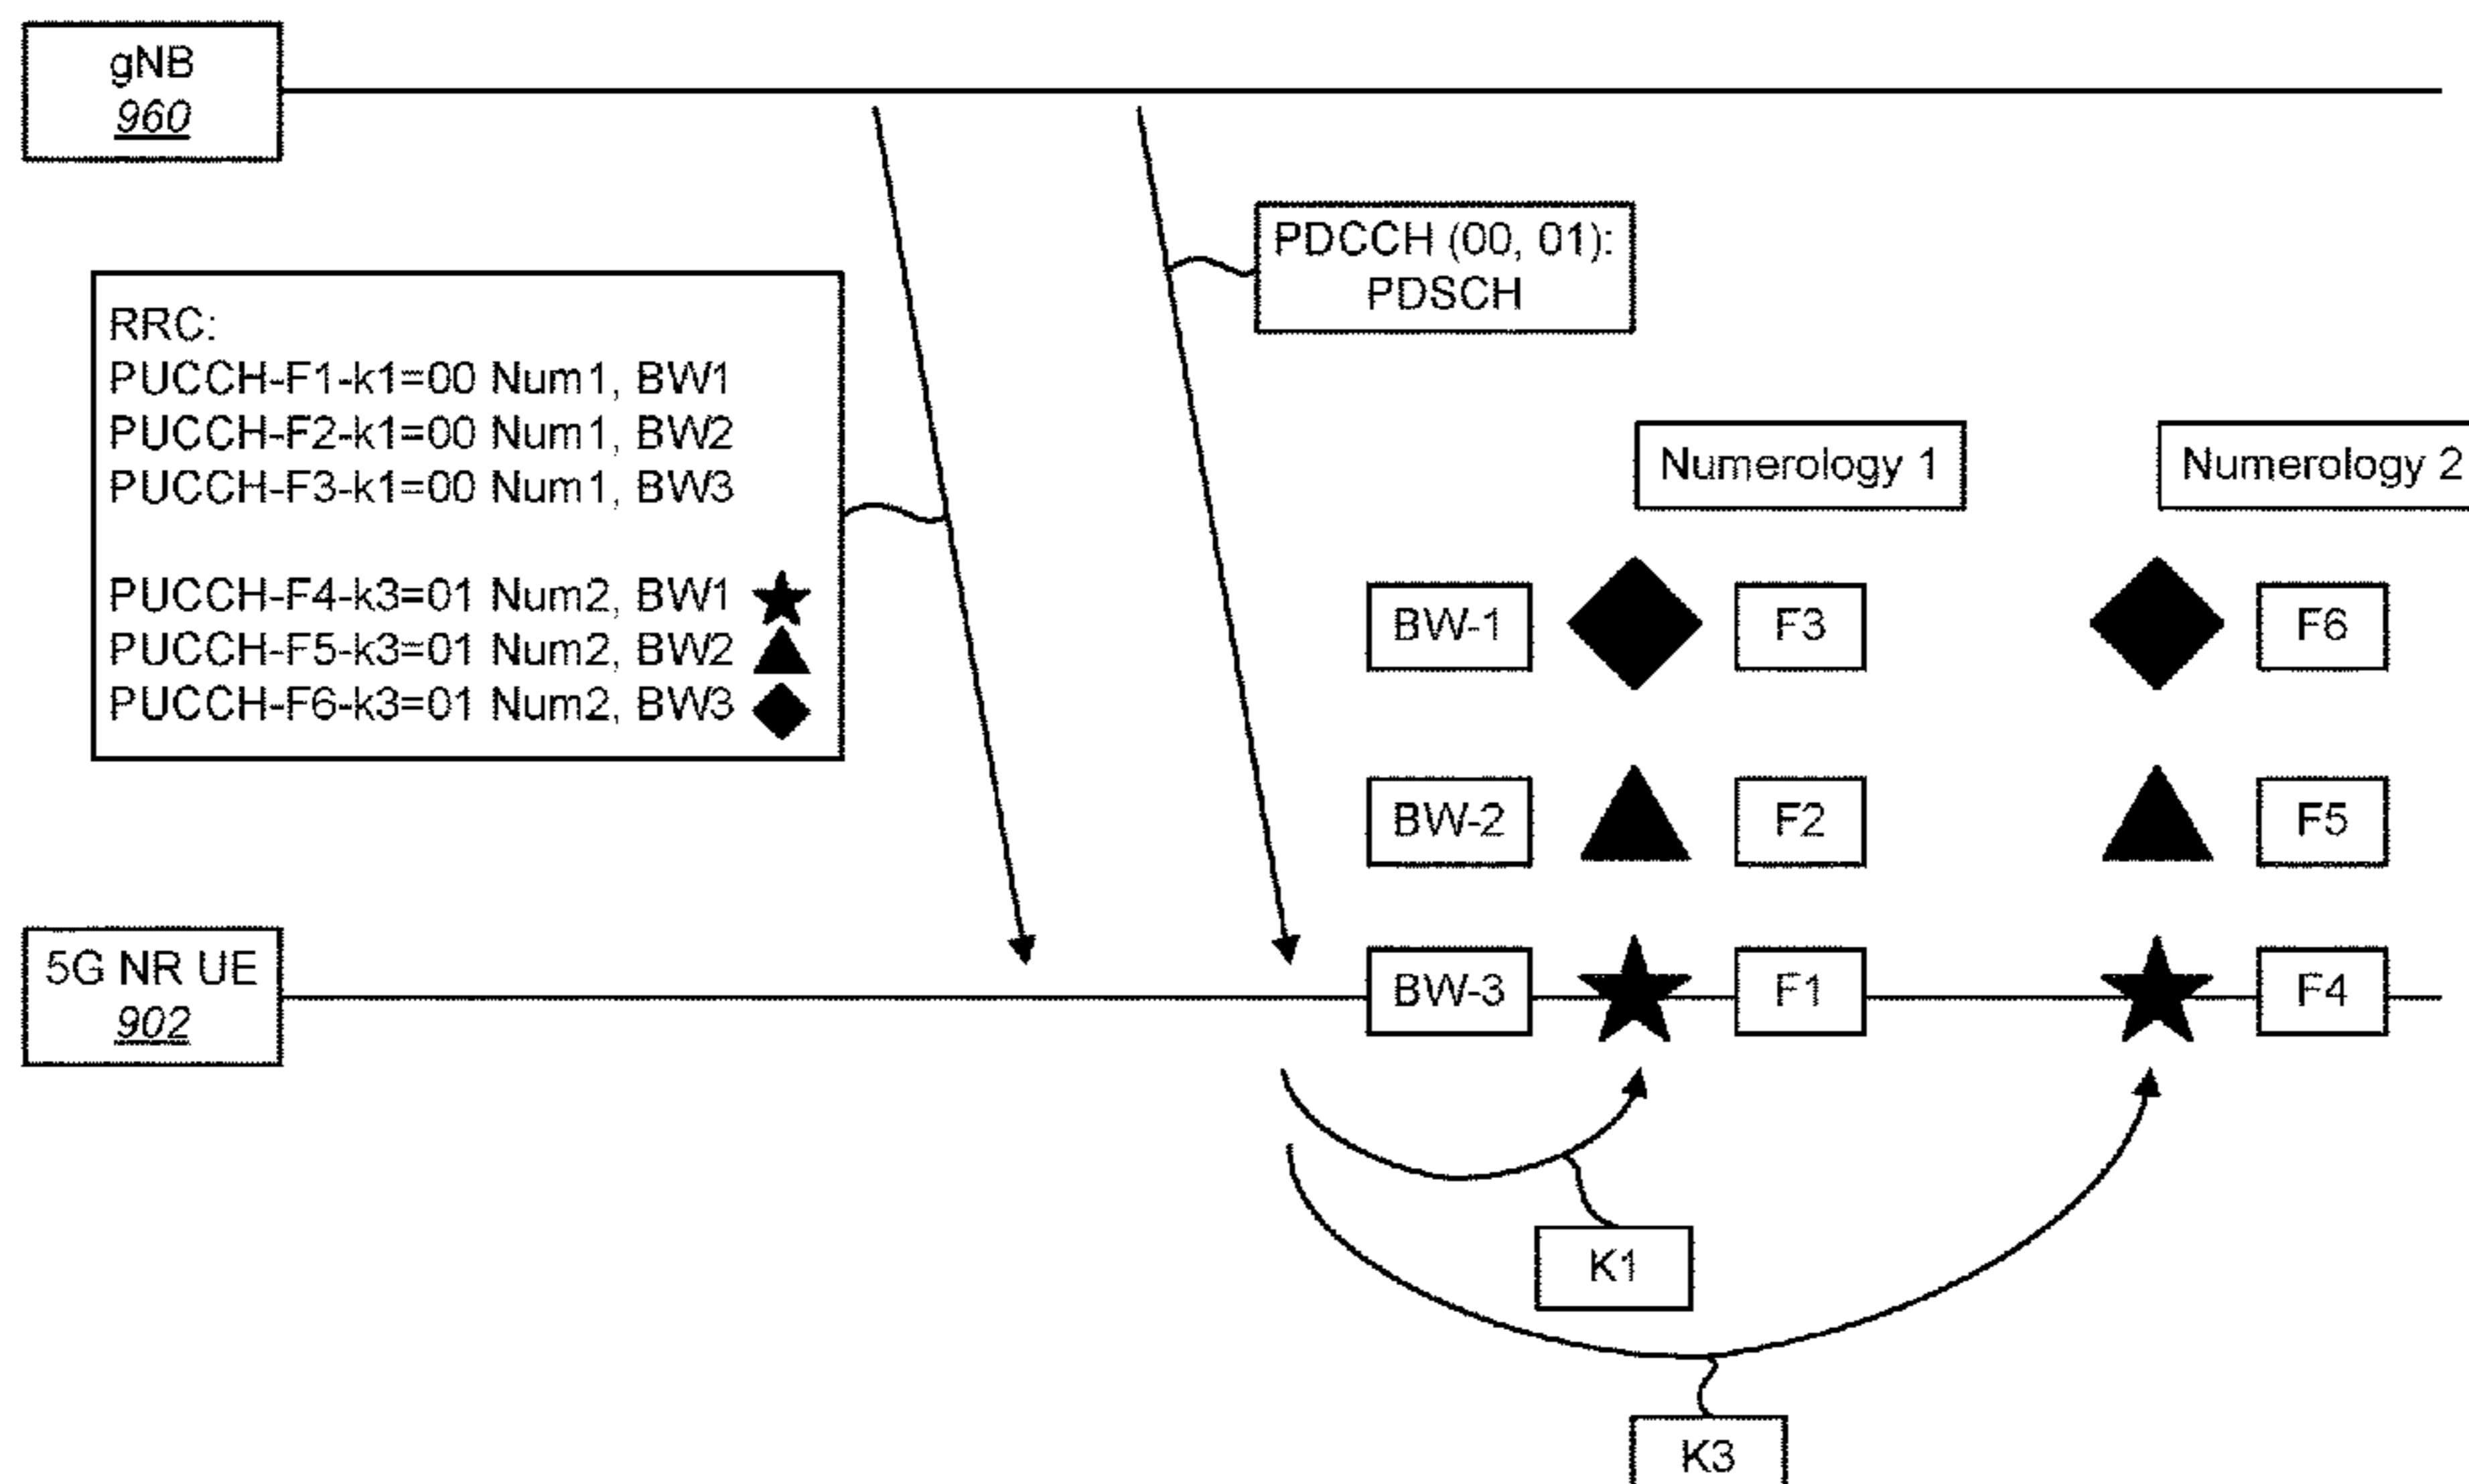 gNB
960
PDCCH (00, 01):
PDSCH
RRC:
PUCCH-F1-k1=00 Num1, BW1
PUCCH-F2-k1=00 Num1, BW2
PUCCH-F3-k1=00 Num1, BW3
PUCCH-F4-k3=01 Num2, BW1
PUCCH-F5-k3=01 Num2, BW2
PUCCH-F6-k3=01 Num2, BW3
Numerology 1
Numerology 2
BW-1
F3
F6
BW-2
F2
F5
5G NR UE
902
BW-3
F1
F4
K1
K3